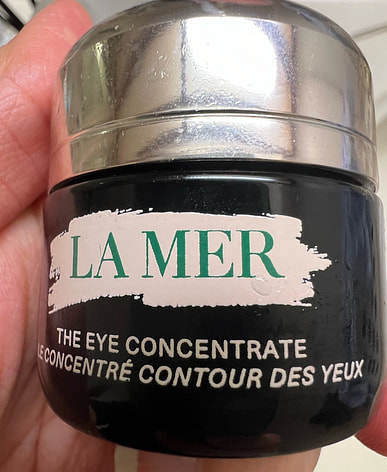 LA MER
THE EYE CONCENTRATE
LE CONCENTRÉ CONTOUR DES YEUX